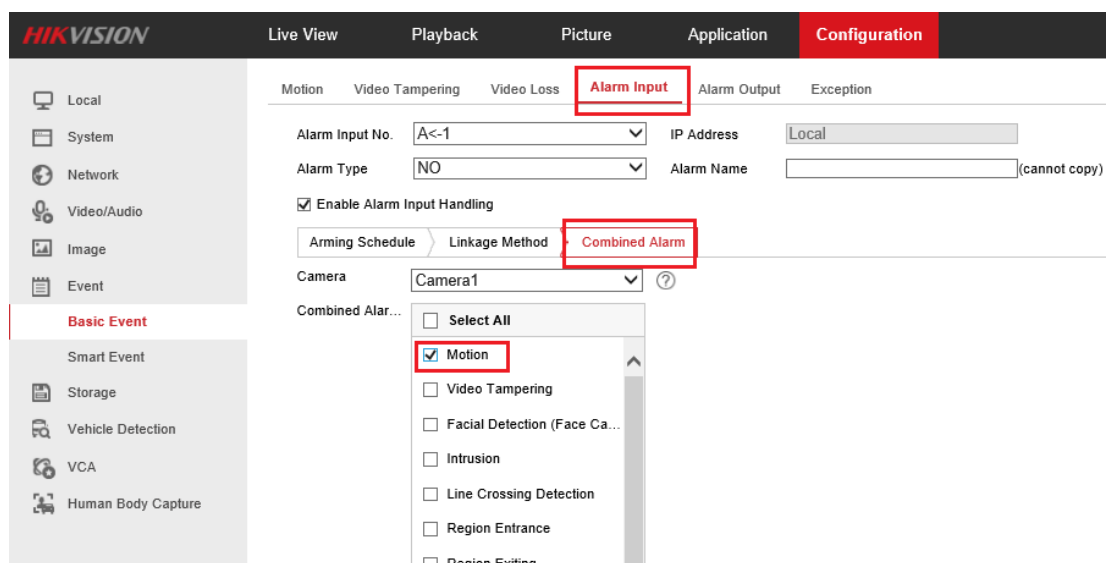 HIKVISION
Live View Playback Picture Application Configuration
Local
System
Network
Video/Audio
Image
Event
Basic Event
Smart Event
Storage
Vehicle Detection
VCA
Human Body Capture
Motion Video Tampering Video Loss Alarm Input Alarm Output Exception
Alarm Input No. A<-1 IP Address Local
Alarm Type NO Alarm Name (cannot copy)
Enable Alarm Input Handling
Arming Schedule Linkage Method Combined Alarm
Camera Camera1 ?
Combined Alar... Select All
Motion
Video Tampering
Facial Detection (Face Ca...
Intrusion
Line Crossing Detection
Region Entrance
Region Exiting